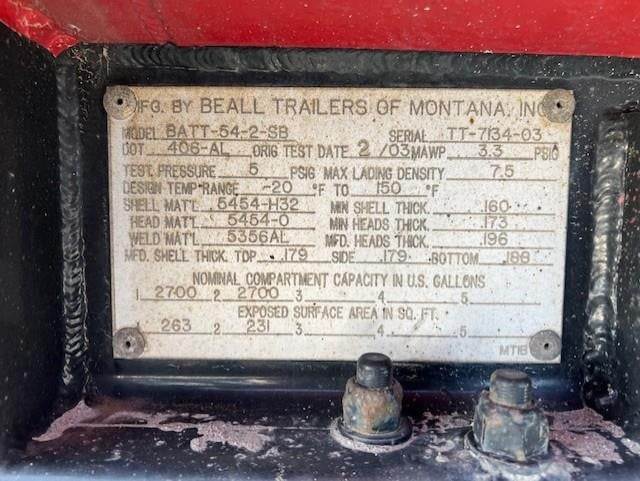 MFG. BY BEALL TRAILERS OF MONTANA, INC
MODEL BATT-54-2-SB SERIAL TT-7134-03
DOT 406-AL ORIG TEST DATE 2 /03 MAWP 3.3 PSIG
TEST PRESSURE 5 PSIG MAX LADING DENSITY 7.5
DESIGN TEMP RANGE -20 °F TO 150 °F
SHELL MAT'L 5454-H32 MIN SHELL THICK. .160
HEAD MAT'L 5454-0 MIN HEADS THICK. .173
WELD MAT'L 5356AL MFD. HEADS THICK. .196
MFD. SHELL THICK. TOP .179 SIDE .179 BOTTOM .188
NOMINAL COMPARTMENT CAPACITY IN U.S. GALLONS
1 2700 2 2700 3 4 5
EXPOSED SURFACE AREA IN SQ. FT.
263 2 231 3 4 5
MT1B